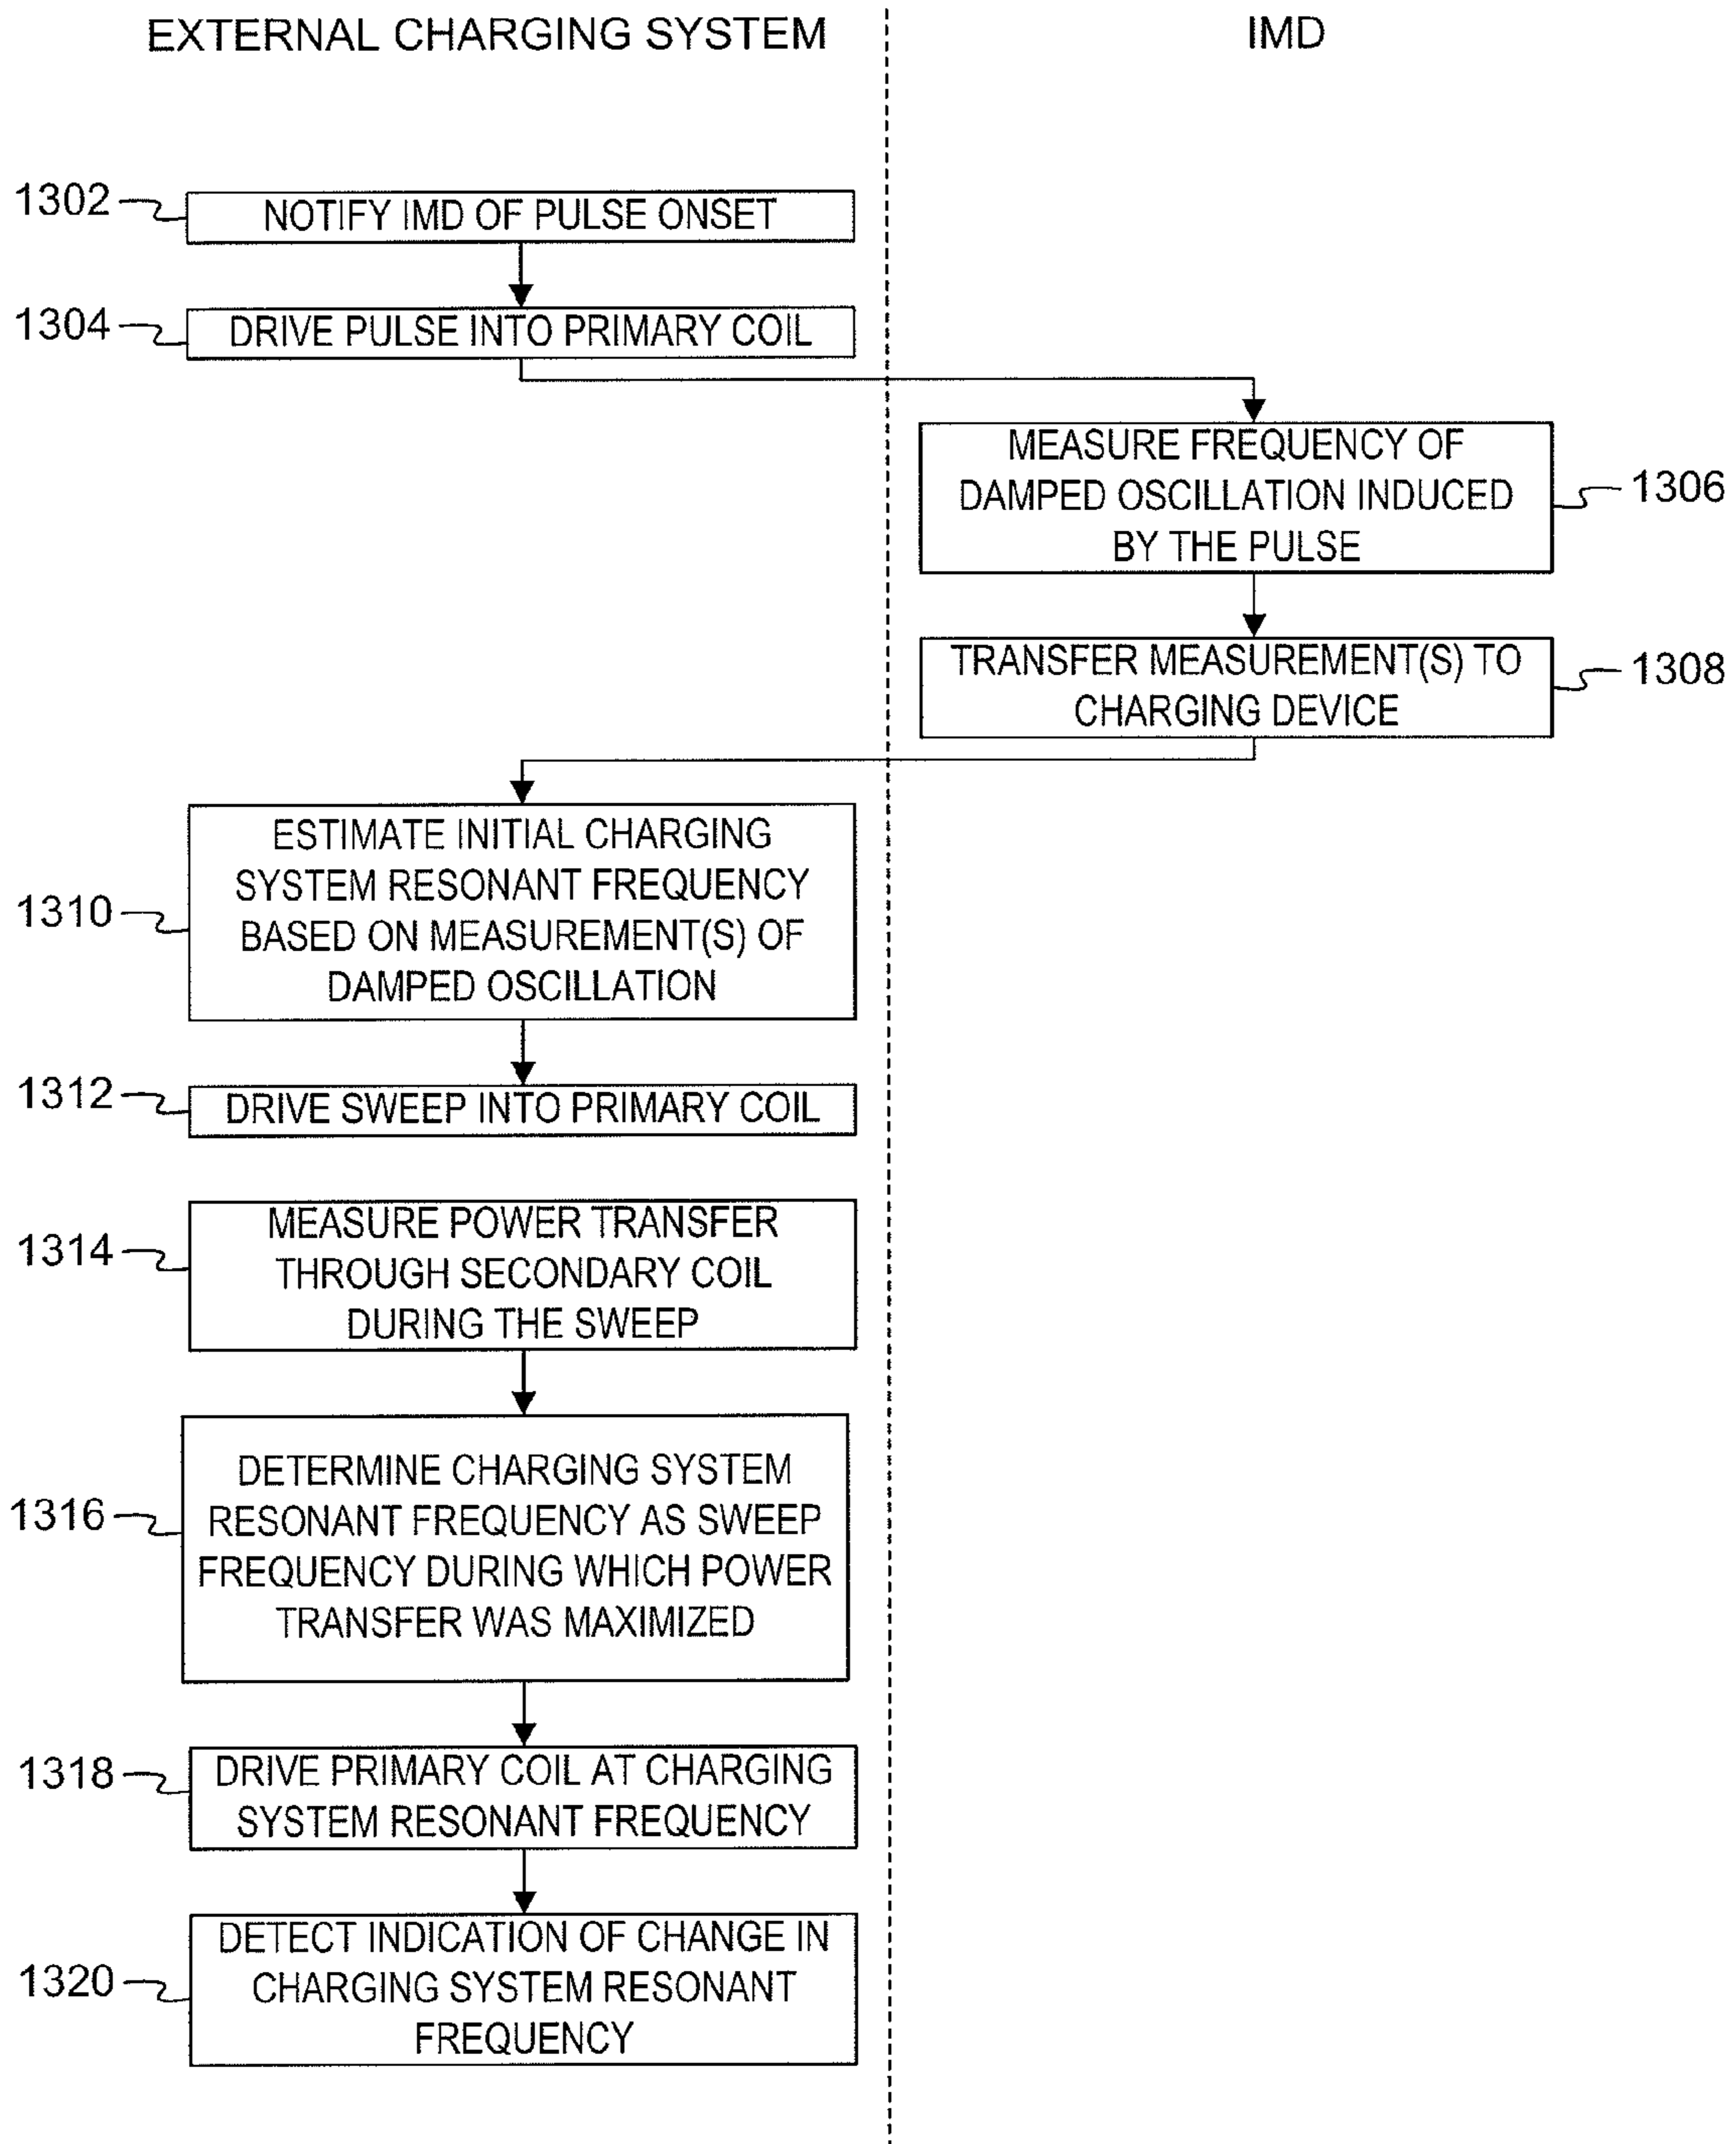 EXTERNAL CHARGING SYSTEM
IMD
1302
NOTIFY IMD OF PULSE ONSET
1304
DRIVE PULSE INTO PRIMARY COIL
MEASURE FREQUENCY OF
DAMPED OSCILLATION INDUCED
BY THE PULSE
1306
TRANSFER MEASUREMENT(S) TO
CHARGING DEVICE
1308
1310
ESTIMATE INITIAL CHARGING
SYSTEM RESONANT FREQUENCY
BASED ON MEASUREMENT(S) OF
DAMPED OSCILLATION
1312
DRIVE SWEEP INTO PRIMARY COIL
1314
MEASURE POWER TRANSFER
THROUGH SECONDARY COIL
DURING THE SWEEP
1316
DETERMINE CHARGING SYSTEM
RESONANT FREQUENCY AS SWEEP
FREQUENCY DURING WHICH POWER
TRANSFER WAS MAXIMIZED
1318
DRIVE PRIMARY COIL AT CHARGING
SYSTEM RESONANT FREQUENCY
1320
DETECT INDICATION OF CHANGE IN
CHARGING SYSTEM RESONANT
FREQUENCY